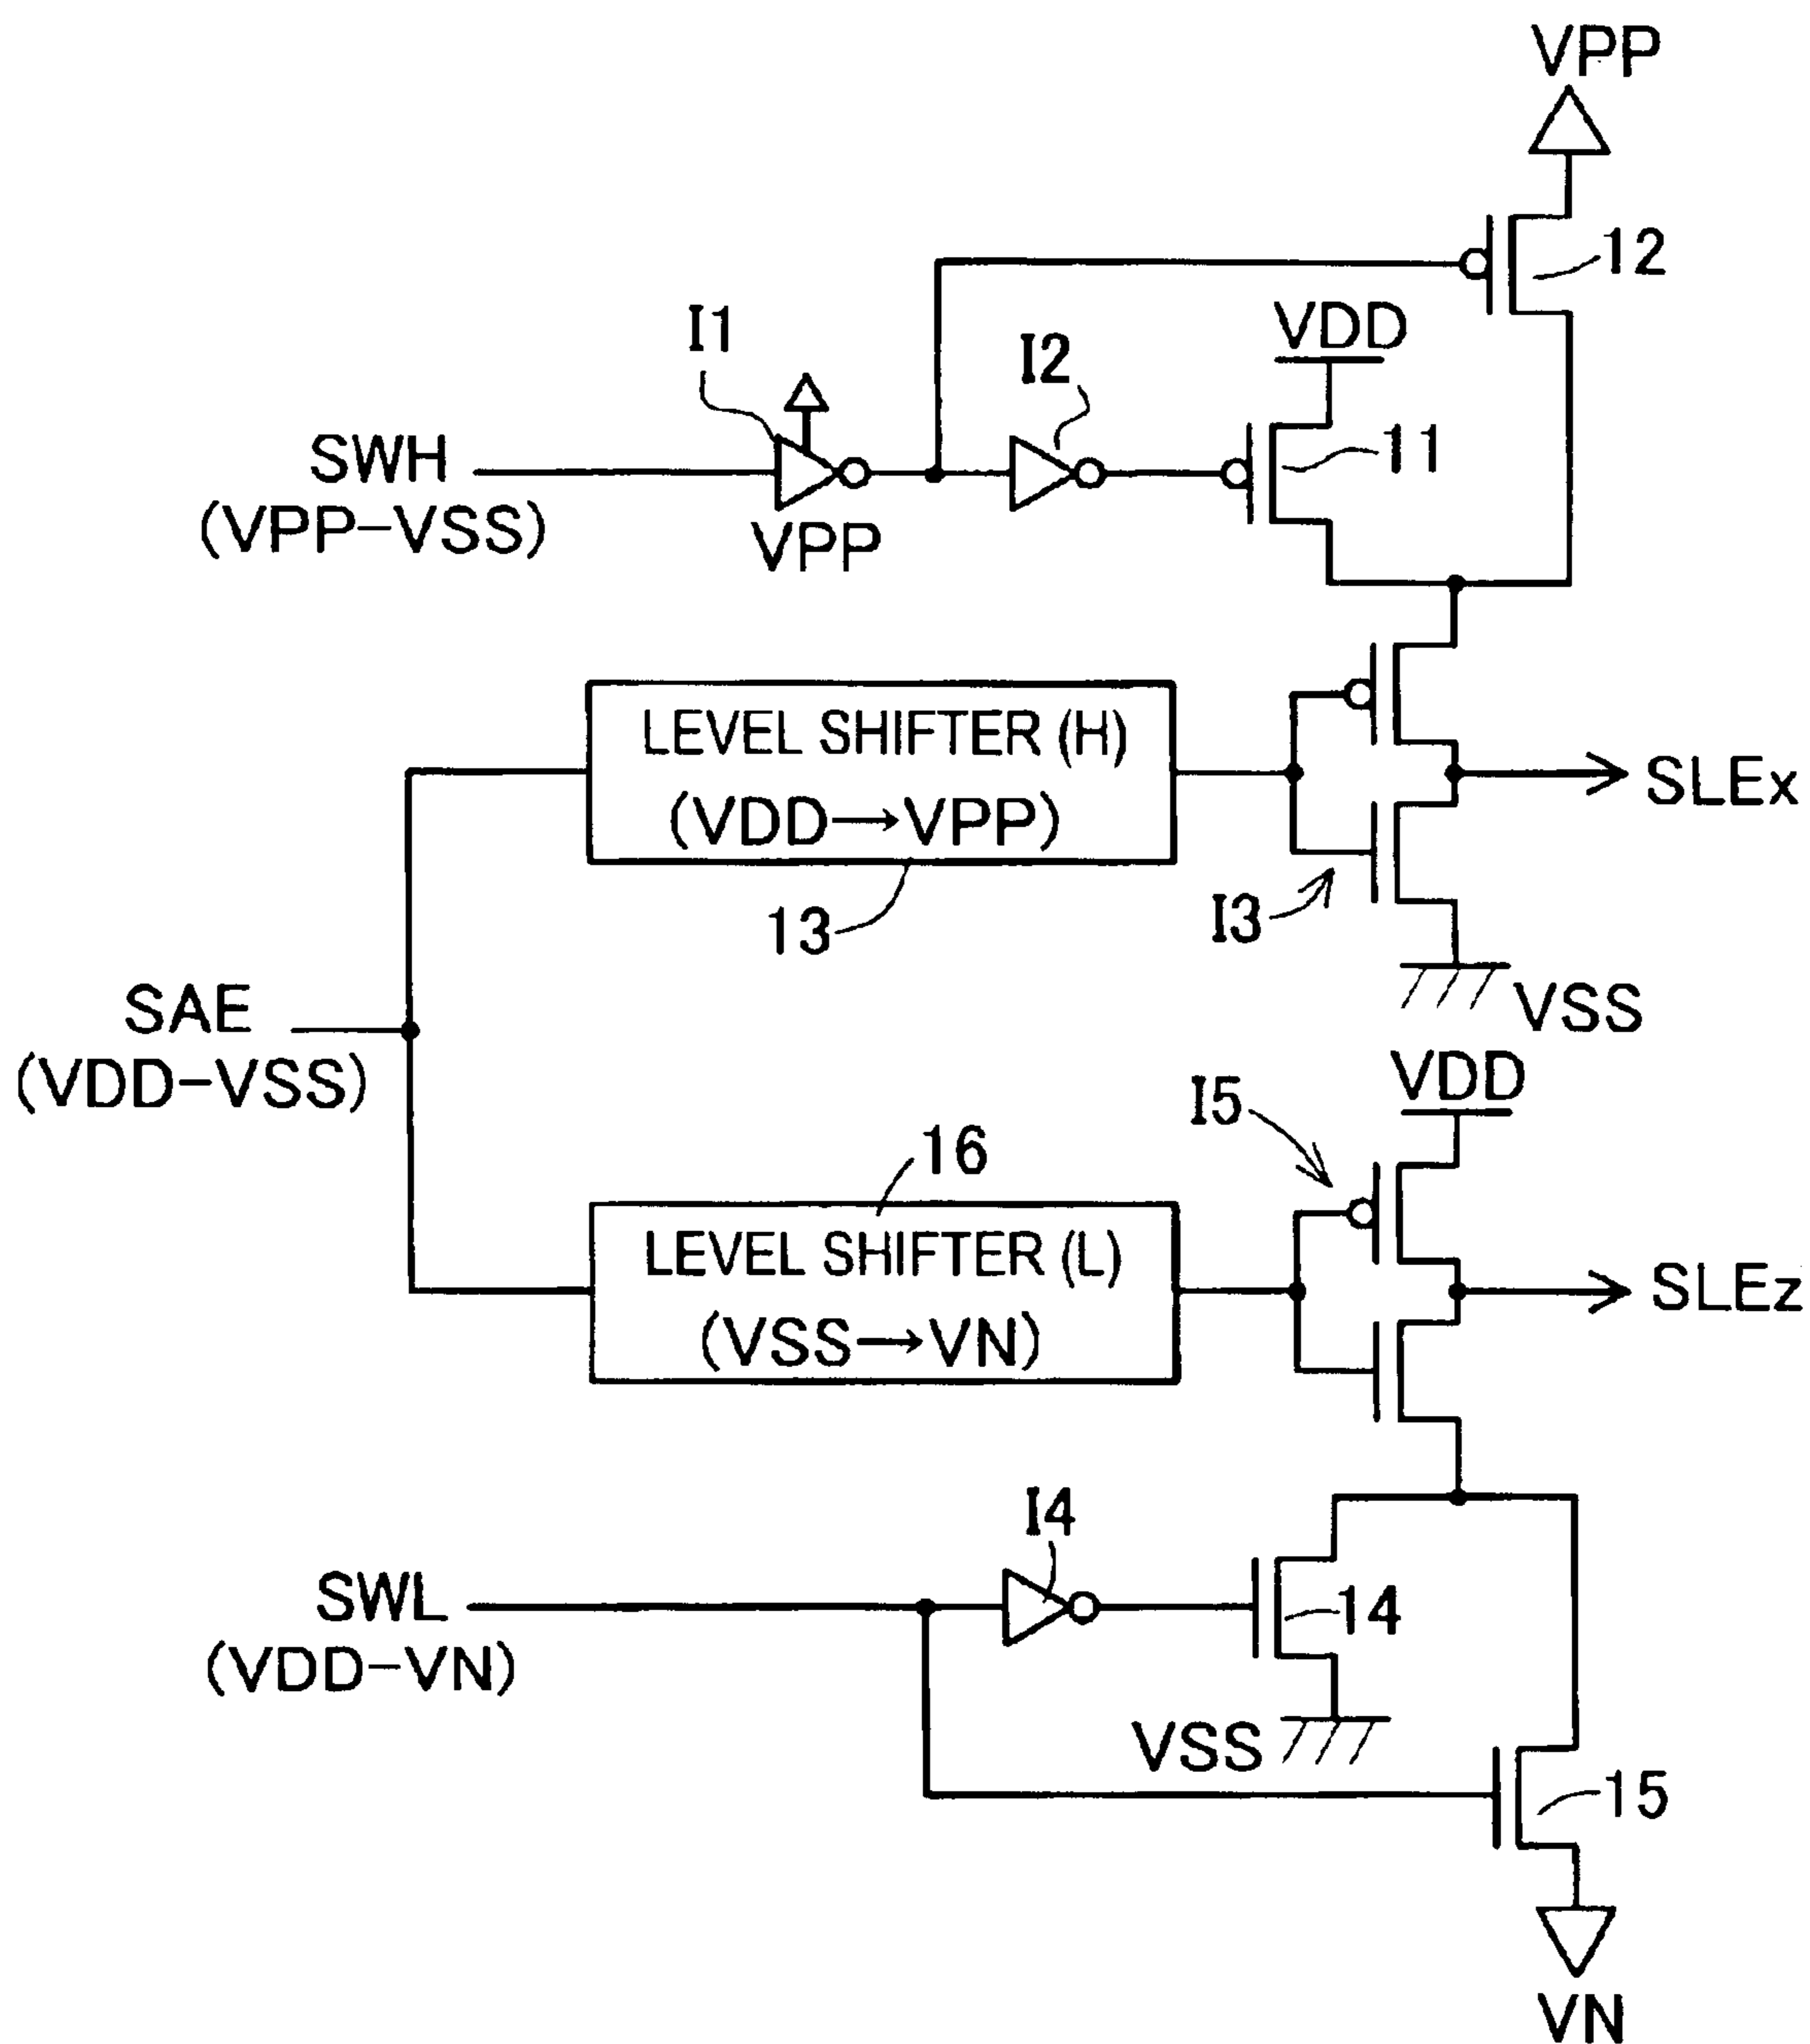 VPP
12
I1
VDD
I2
SWH
11
(VPP-VSS)
VPP
LEVEL SHIFTER (H)
(VDD→VPP)
SLEx
13
I3
SAE
VSS
(VDD-VSS)
VDD
I5
16
LEVEL SHIFTER (L)
(VSS→VN)
SLEz
I4
SWL
14
(VDD-VN)
VSS
15
VN